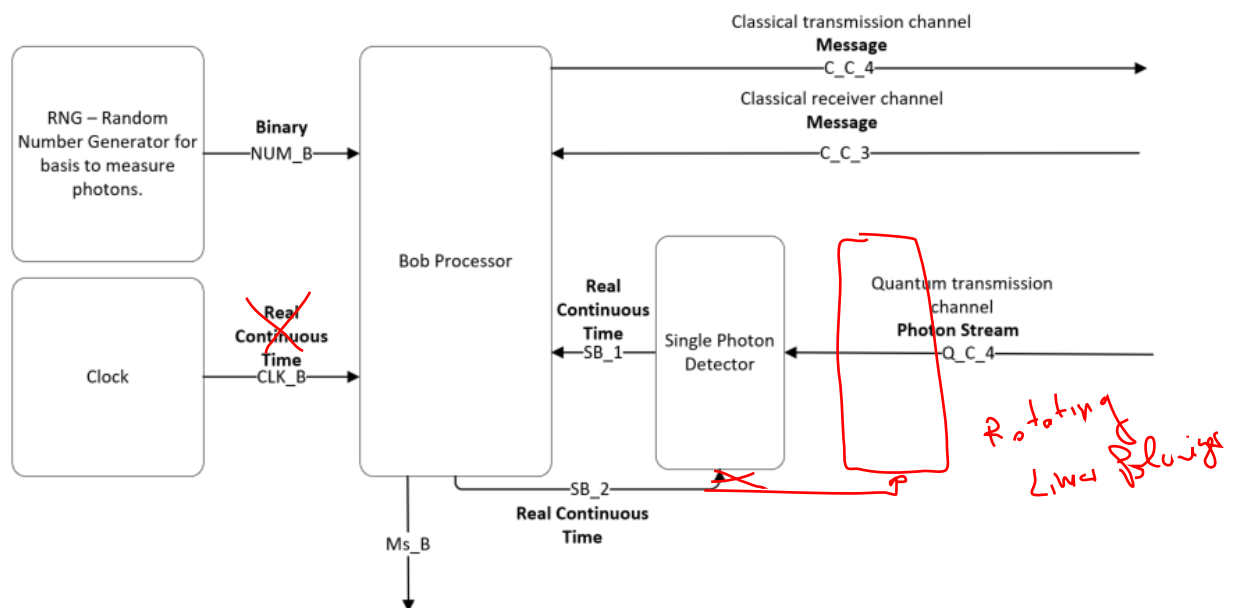 Classical transmission channel
Message
C_C_4
Classical receiver channel
Message
C_C_3
RNG – Random
Number Generator for
basis to measure
photons.
Binary
NUM_B
Bob Processor
Clock
Real
Continuous
Time
CLK_B
Real
Continuous
Time
SB_1
Single Photon
Detector
Quantum transmission
channel
Photon Stream
Q_C_4
Rotating
SB_2
Real Continuous
Time
Ms_B